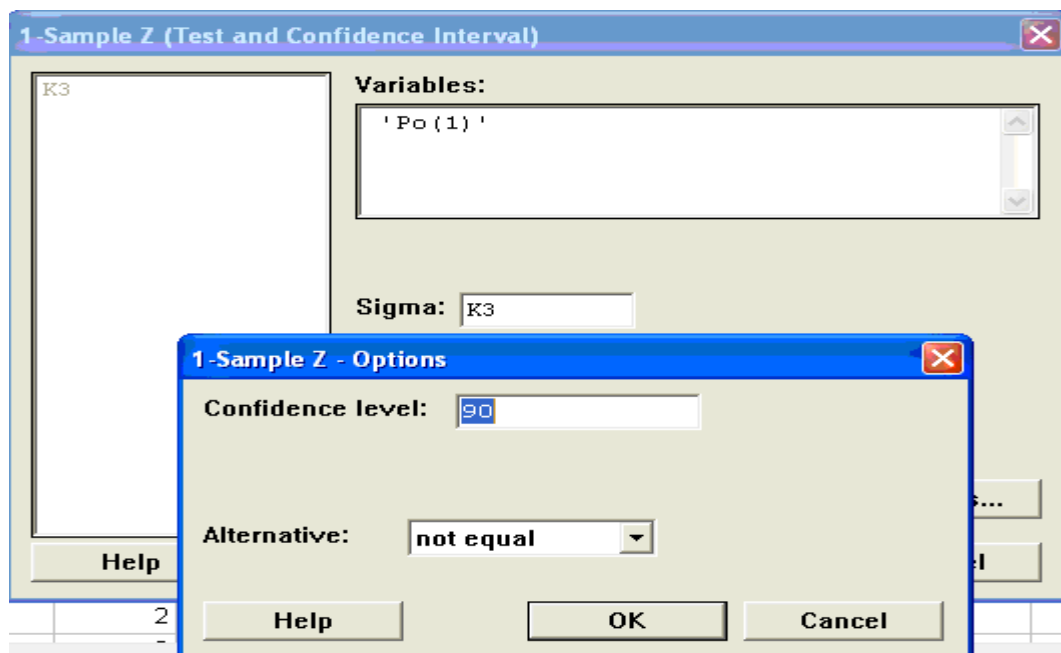 1-Sample Z (Test and Confidence Interval)
K3
Variables:
'Po(1)'
Sigma: K3
1-Sample Z - Options
Confidence level: 90
Alternative: not equal
Help OK Cancel
Help
2